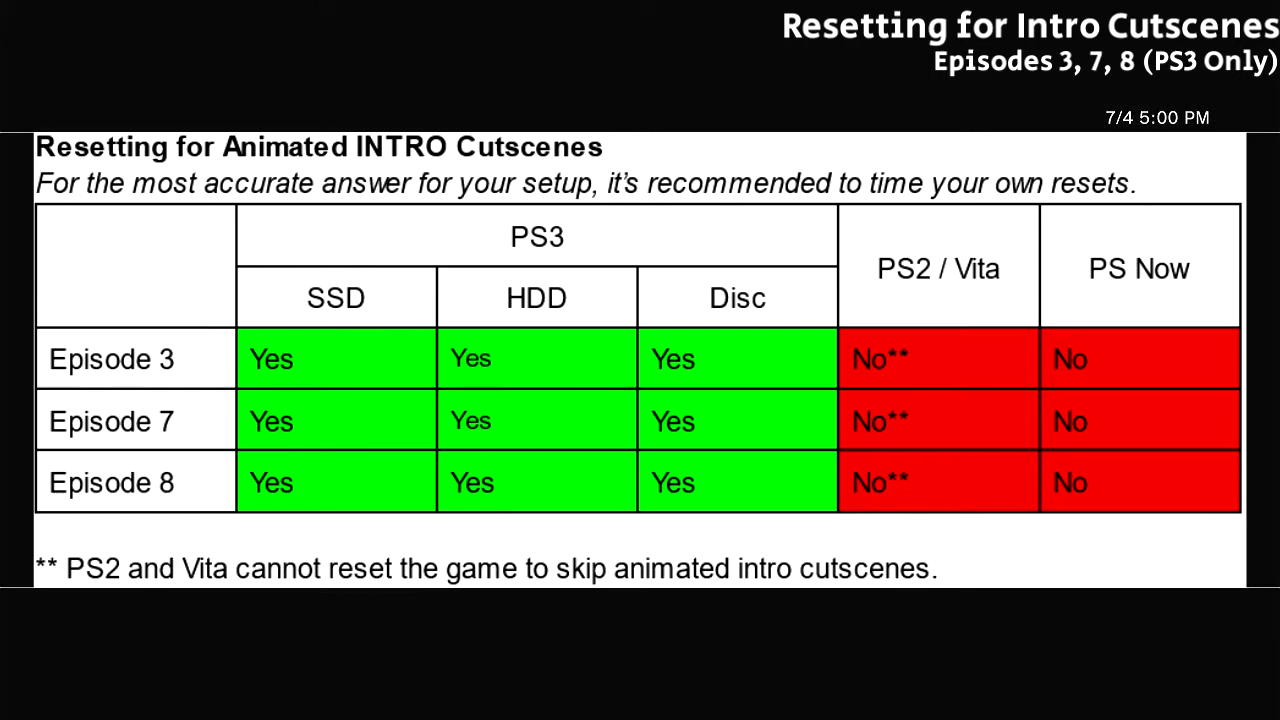 Resetting for Intro Cutscenes
Episodes 3, 7, 8 (PS3 Only)
7/4 5:00 PM
Resetting for Animated INTRO Cutscenes
For the most accurate answer for your setup, it's recommended to time your own resets.
PS3 PS2 / Vita PS Now
SSD HDD Disc
Episode 3 Yes Yes Yes No** No
Episode 7 Yes Yes Yes No** No
Episode 8 Yes Yes Yes No** No
** PS2 and Vita cannot reset the game to skip animated intro cutscenes.